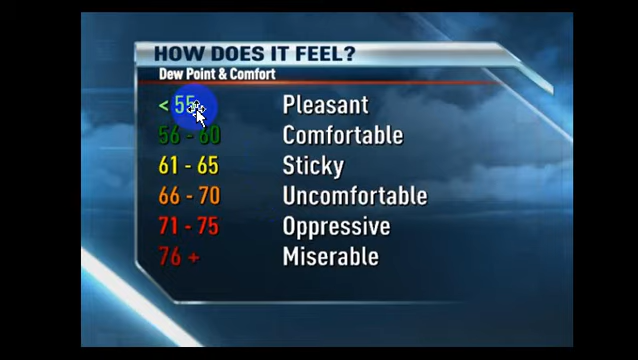 HOW DOES IT FEEL?
Dew Point & Comfort
< 55 Pleasant
56 - 60 Comfortable
61 - 65 Sticky
66 - 70 Uncomfortable
71 - 75 Oppressive
76 + Miserable